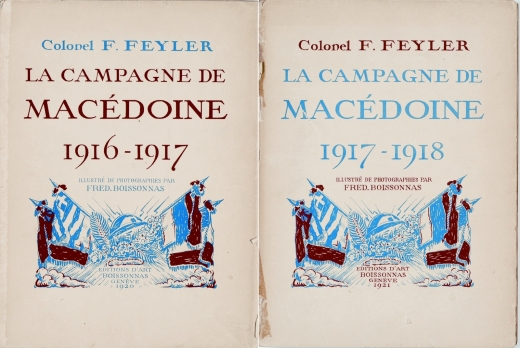 Colonel F. FEYLER
LA CAMPAGNE DE
MACÉDOINE
1916-1917
ILLUSTRÉ DE PHOTOGRAPHIES PAR
FRED. BOISSONNAS
EDITIONS D'ART
BOISSONNAS
GENÈVE
1920
Colonel F. FEYLER
LA CAMPAGNE DE
MACÉDOINE
1917-1918
ILLUSTRÉ DE PHOTOGRAPHIES PAR
FRED. BOISSONNAS
EDITIONS D'ART
BOISSONNAS
GENÈVE
1921